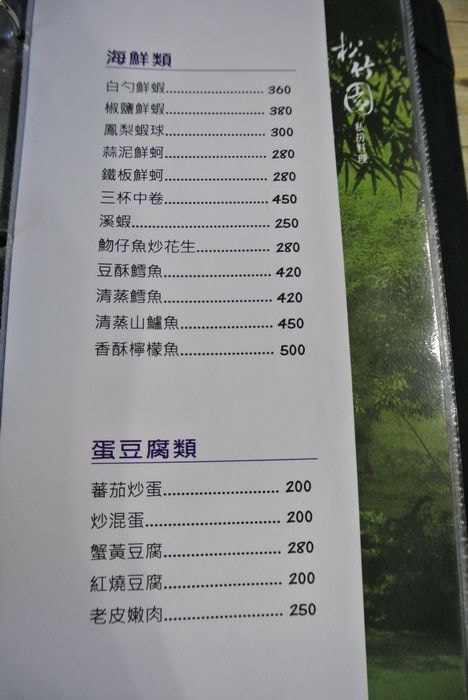 海鮮類
白勺鮮蝦 360
椒鹽鮮蝦 380
鳳梨蝦球 300
蒜泥鮮蚵 280
鐵板鮮蚵 280
三杯中卷 450
溪蝦 250
魩仔魚炒花生 280
豆酥鱈魚 420
清蒸鱈魚 420
清蒸山鱸魚 450
香酥檸檬魚 500
蛋豆腐類
蕃茄炒蛋 200
炒混蛋 200
蟹黃豆腐 280
紅燒豆腐 200
老皮嫩肉 250
松竹園
私房料理